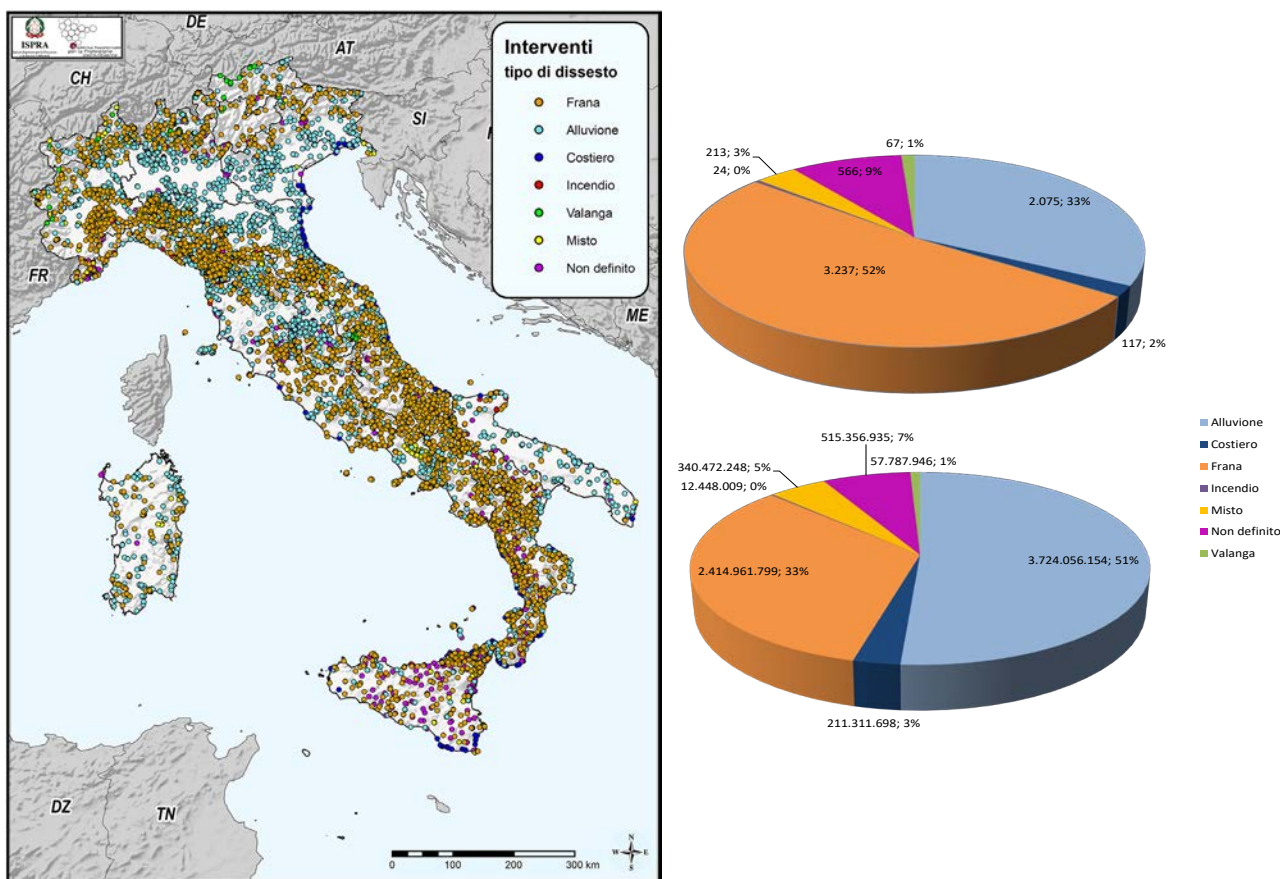 ISPRA
DE
AT
CH
SI
FR
ME
DZ
TN
Interventi
tipo di dissesto
Frana
Alluvione
Costiero
Incendio
Valanga
Misto
Non definito
N
W E
S
0 100 200 300 km
67; 1%
213; 3%
24; 0%
566; 9%
2.075; 33%
3.237; 52%
117; 2%
515.356.935; 7%
57.787.946; 1%
340.472.248; 5%
12.448.009; 0%
3.724.056.154; 51%
2.414.961.799; 33%
211.311.698; 3%
Alluvione
Costiero
Frana
Incendio
Misto
Non definito
Valanga